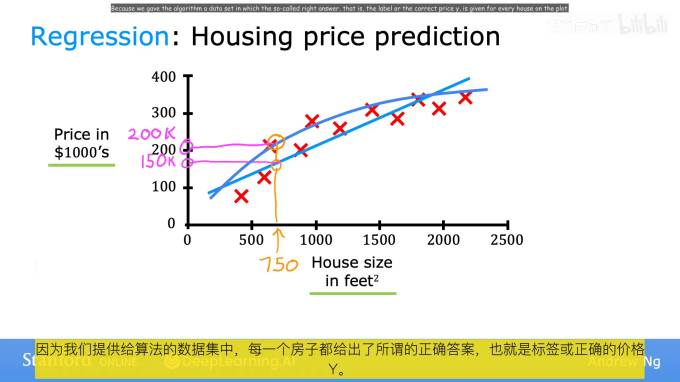 Because we gave the algorithm a data set in which the so-called right answer, that is, the label or the correct price y, is given for every house on the plot.
bilibili
Regression: Housing price prediction
400
300
200K
200
150K
100
0
Price in
$1000's
0 500 1000 1500 2000 2500
750
House size
in feet²
Stanford ONLINE DeepLearning.AI Andrew Ng
因为我们提供给算法的数据集中，每一个房子都给出了所谓的正确答案，也就是标签或正确的价格
Y。